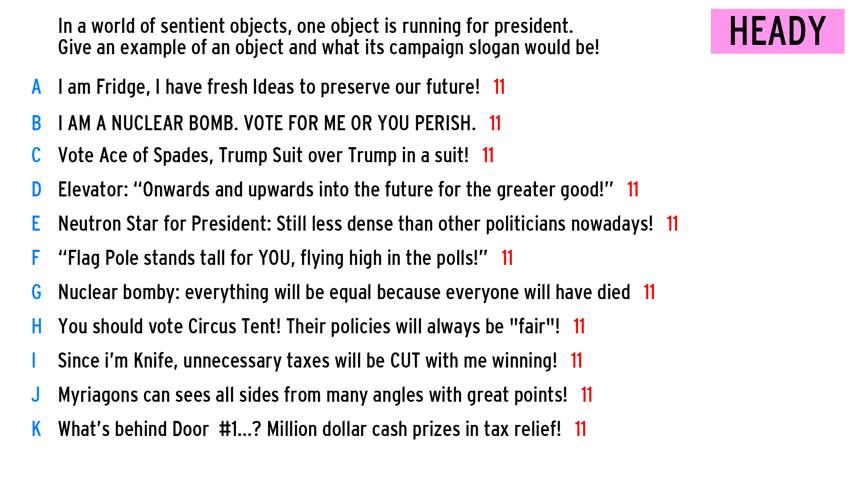 In a world of sentient objects, one object is running for president.
Give an example of an object and what its campaign slogan would be!
HEADY
A I am Fridge, I have fresh Ideas to preserve our future! 11
B I AM A NUCLEAR BOMB. VOTE FOR ME OR YOU PERISH. 11
C Vote Ace of Spades, Trump Suit over Trump in a suit! 11
D Elevator: “Onwards and upwards into the future for the greater good!” 11
E Neutron Star for President: Still less dense than other politicians nowadays! 11
F “Flag Pole stands tall for YOU, flying high in the polls!” 11
G Nuclear bomby: everything will be equal because everyone will have died 11
H You should vote Circus Tent! Their policies will always be "fair"! 11
I Since i’m Knife, unnecessary taxes will be CUT with me winning! 11
J Myriagons can sees all sides from many angles with great points! 11
K What’s behind Door #1...? Million dollar cash prizes in tax relief! 11